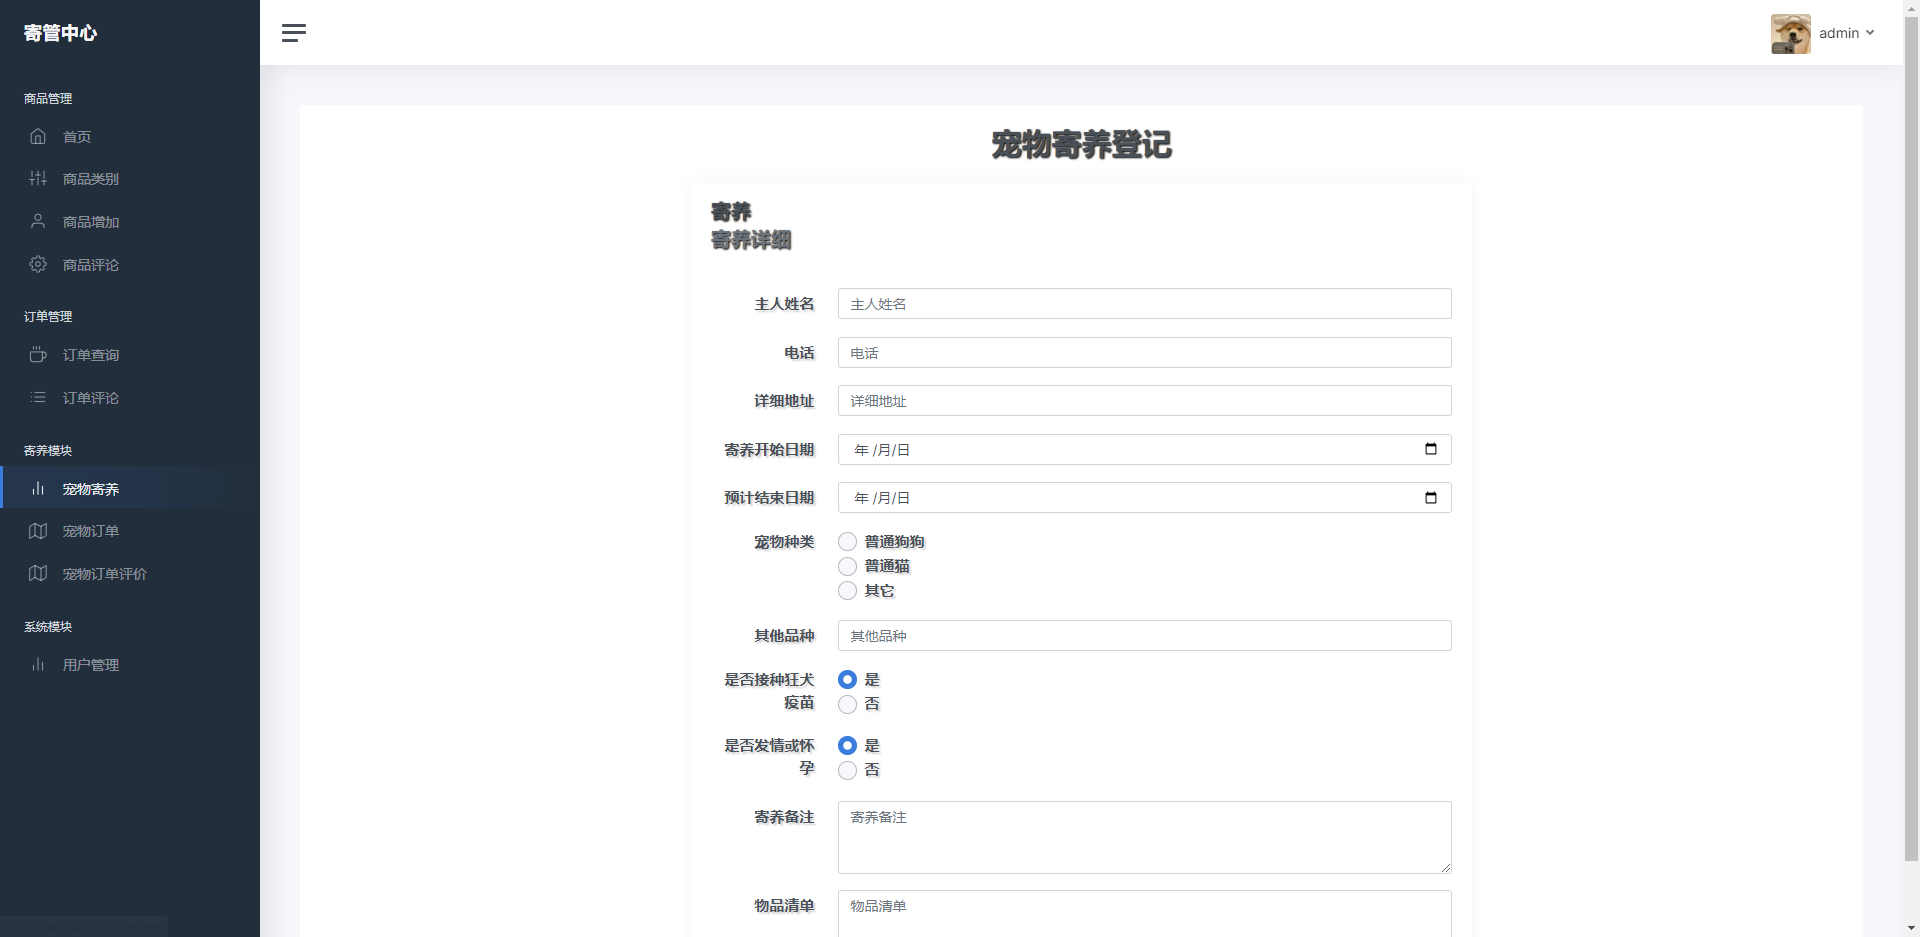 寄管中心
admin
商品管理
首页
商品类别
商品增加
商品评论
订单管理
订单查询
订单评论
寄养模块
宠物寄养
宠物订单
宠物订单评价
系统模块
用户管理
宠物寄养登记
寄养
寄养详细
主人姓名 主人姓名
电话 电话
详细地址 详细地址
寄养开始日期 年 /月/日
预计结束日期 年 /月/日
宠物种类 普通狗狗
普通猫
其它
其他品种 其他品种
是否接种狂犬 是
疫苗 否
是否发情或怀 是
孕 否
寄养备注 寄养备注
物品清单 物品清单